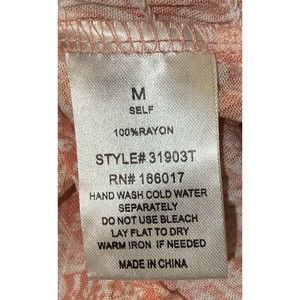 M
SELF
100%RAYON
STYLE# 31903T
RN# 166017
HAND WASH COLD WATER
SEPARATELY
DO NOT USE BLEACH
LAY FLAT TO DRY
WARM IRON IF NEEDED
MADE IN CHINA